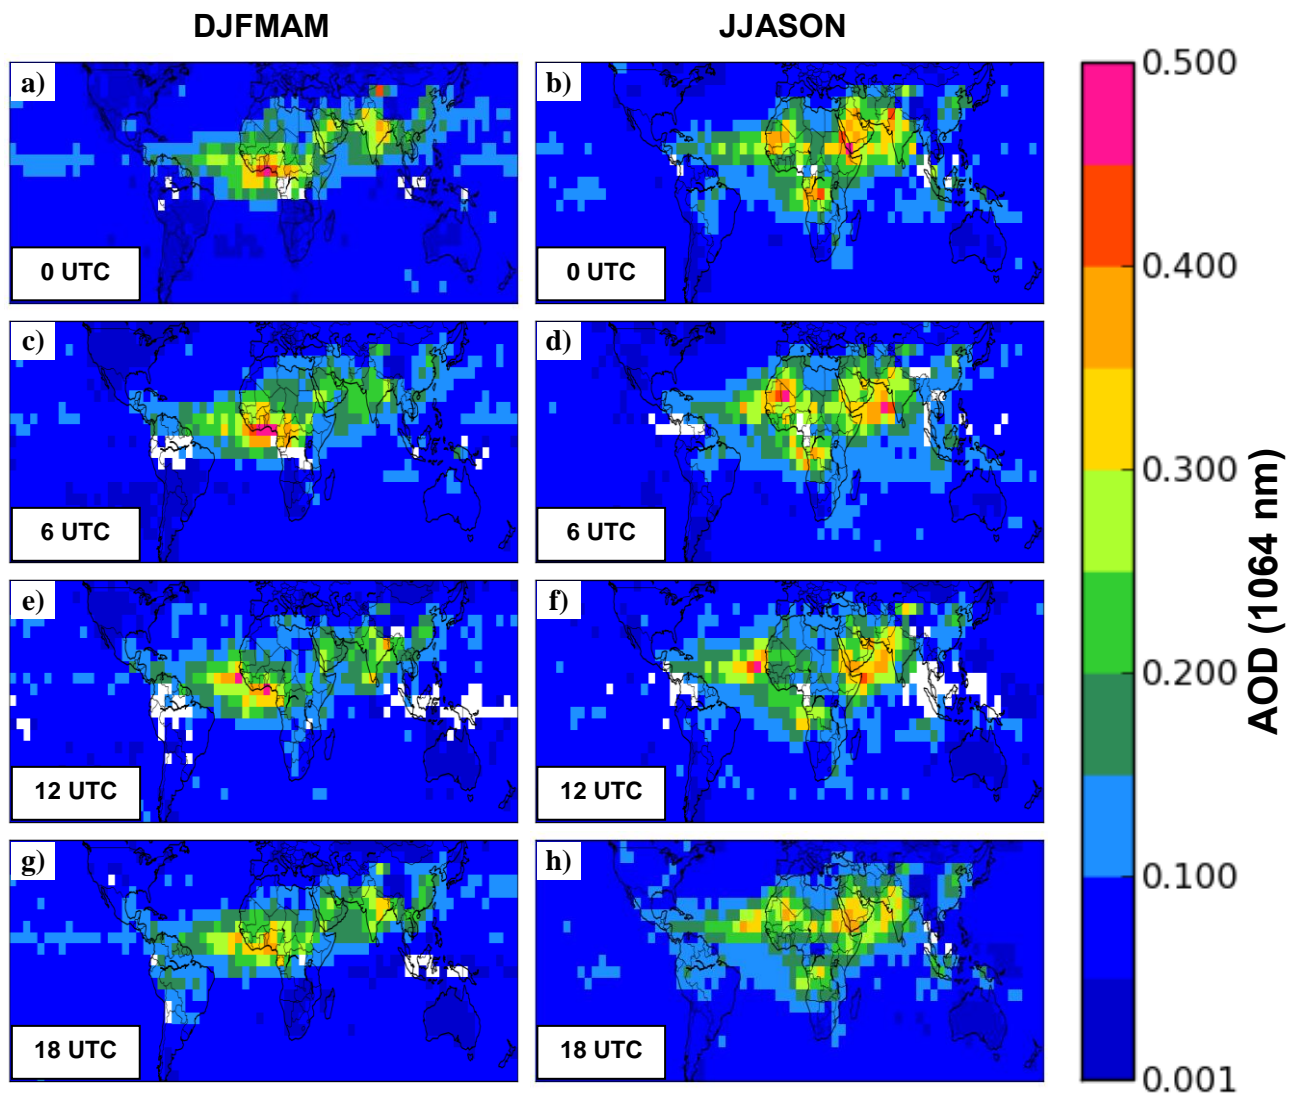 DJFMAM JJASON
a) b)
0 UTC 0 UTC
c) d)
6 UTC 6 UTC
e) f)
12 UTC 12 UTC
g) h)
18 UTC 18 UTC
0.500
0.400
0.300
0.200
0.100
0.001
AOD (1064 nm)